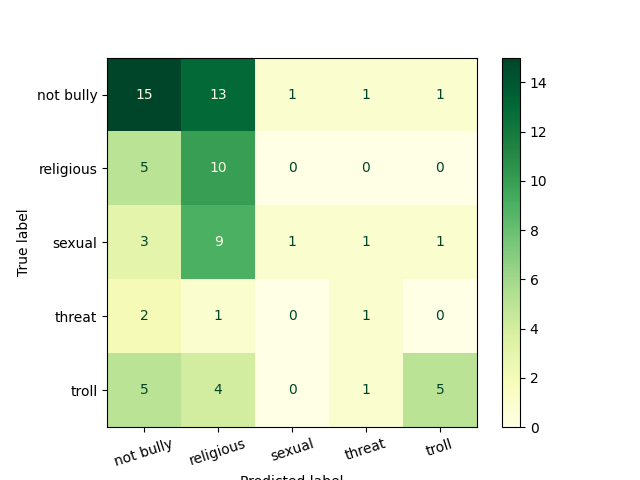 not bully 15 13 1 1 1
religious 5 10 0 0 0
sexual 3 9 1 1 1
threat 2 1 0 1 0
troll 5 4 0 1 5
not bully religious sexual threat troll
Predicted label
True label
14
12
10
8
6
4
2
0